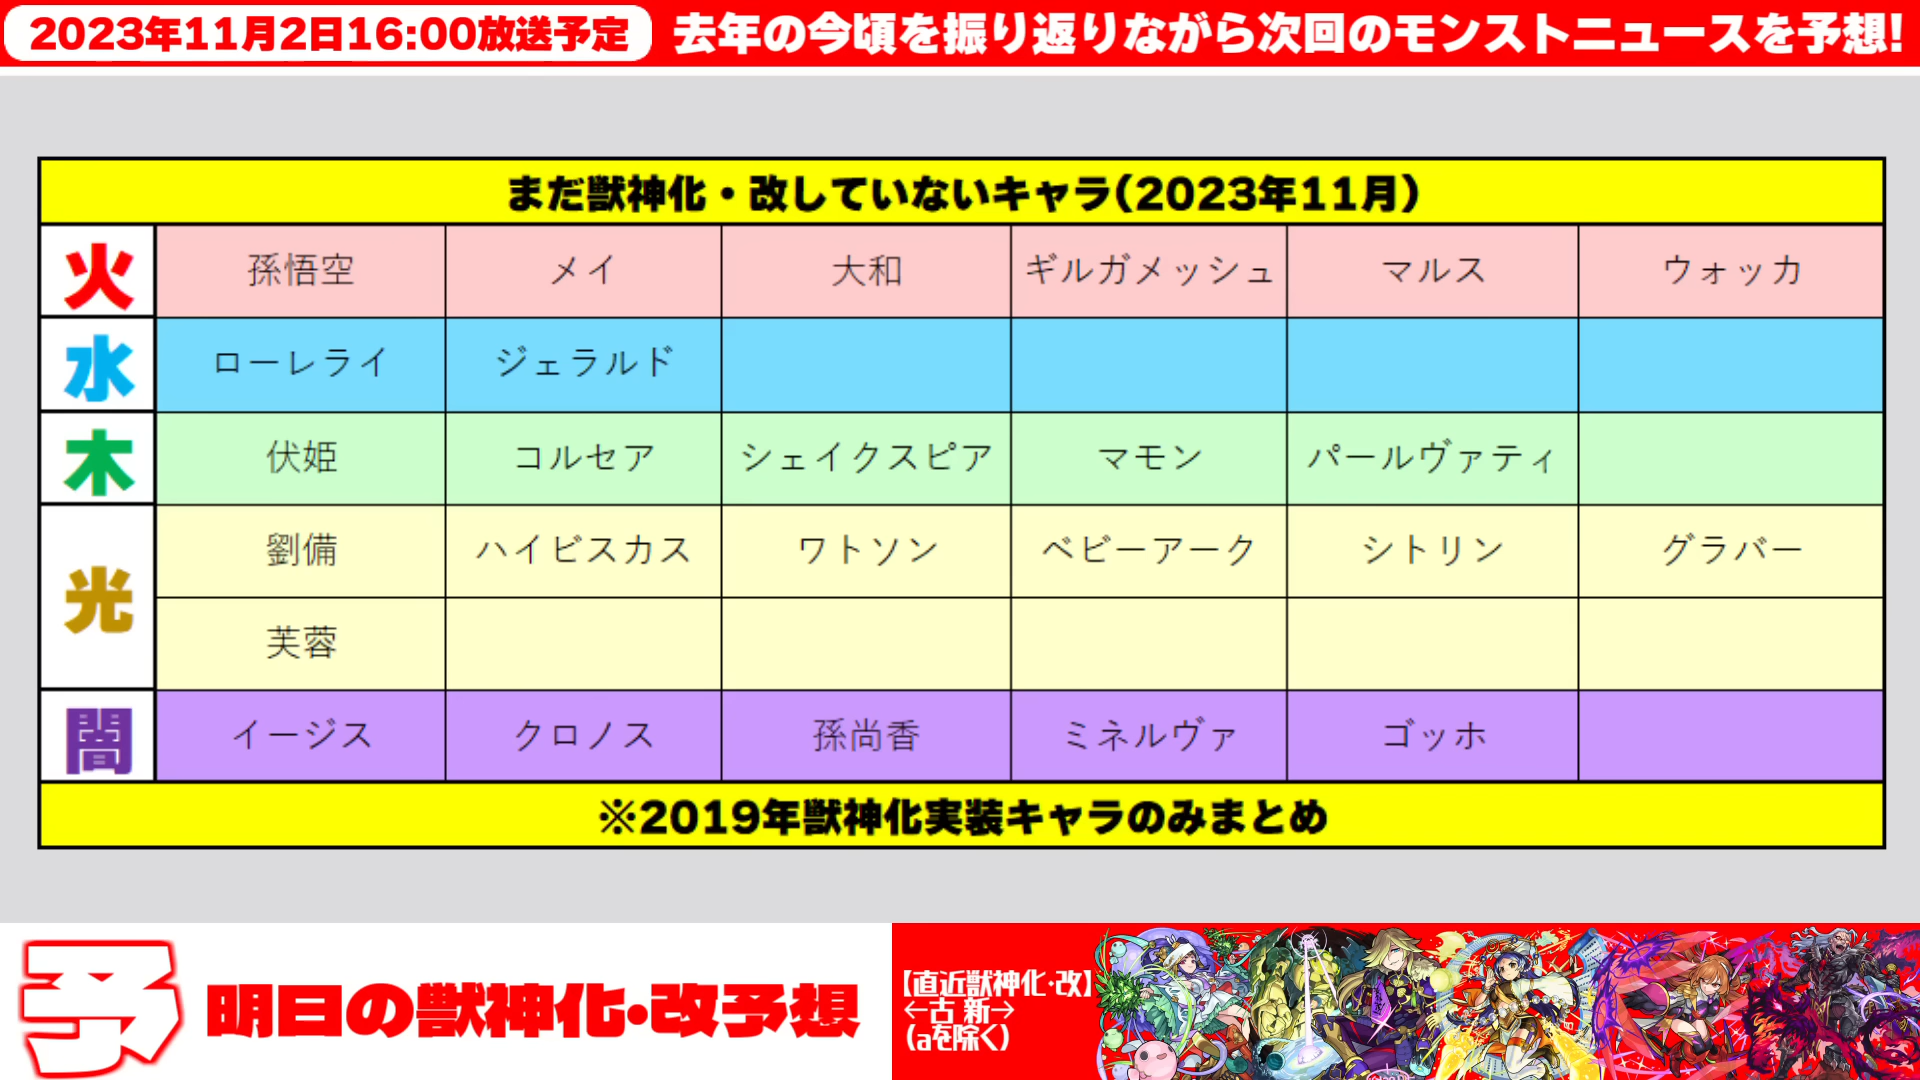 2023年11月2日16:00放送予定
去年の今頃を振り返りながら次回のモンストニュースを予想!
まだ獣神化・改していないキャラ(2023年11月)
火 孫悟空 メイ 大和 ギルガメッシュ マルス ウォッカ
水 ローレライ ジェラルド
木 伏姫 コルセア シェイクスピア マモン パールヴァティ
光 劉備 ハイビスカス ワトソン ベビーアーク シトリン グラバー
芙蓉
闇 イージス クロノス 孫尚香 ミネルヴァ ゴッホ
※2019年獣神化実装キャラのみまとめ
予 明日の獣神化・改予想
【直近獣神化・改】
←古 新→
(aを除く)